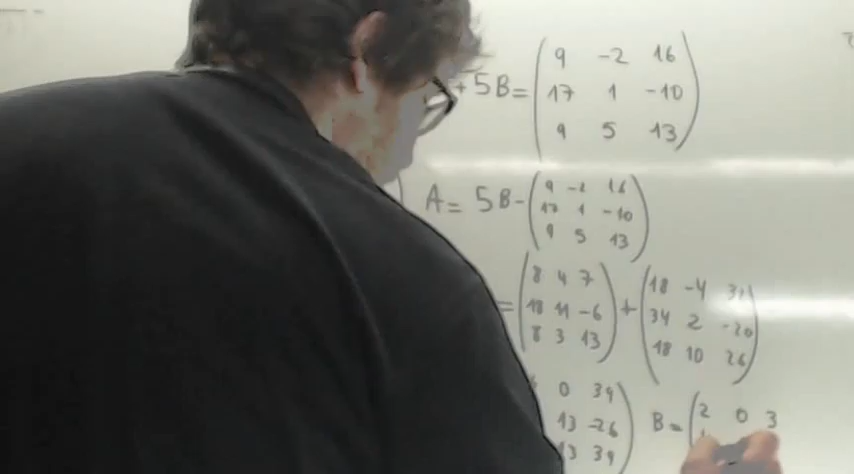 +5B= ( 9 -2 16
17 1 -10
9 5 13 )
A= 5B- ( 9 -2 16
17 1 -10
9 5 13 )
= ( 8 4 7 + ( 18 -4 32
18 11 -6 34 2 -20
8 3 13 ) 18 10 26 )
0 39
13 -26
13 39 )
B= ( 2 0 3